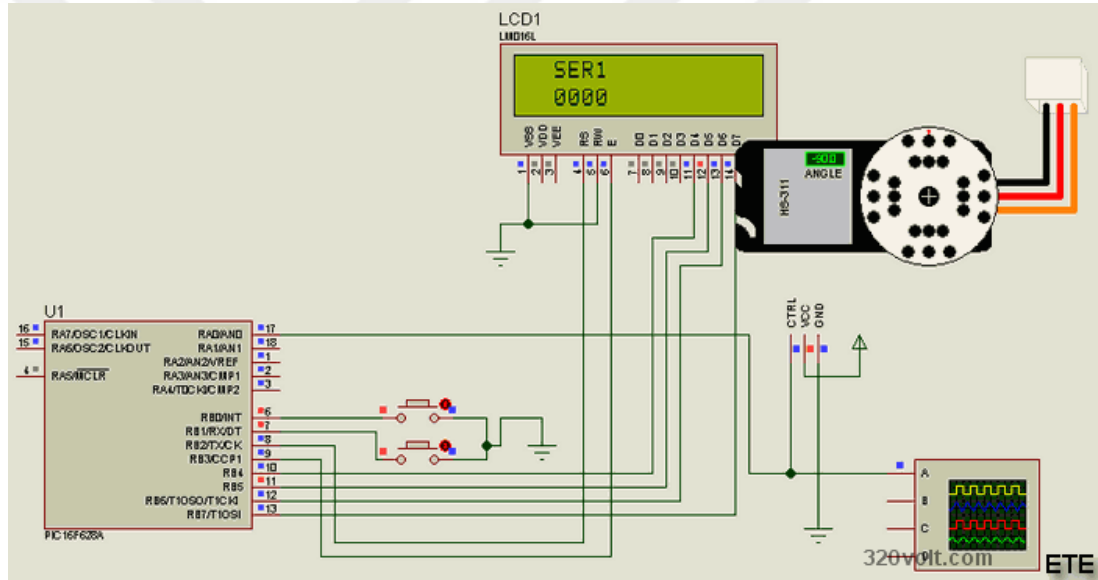 LCD1
LM016L
SER1
0000
VSS
VDD
VEE
RS
RW
E
D0
D1
D2
D3
D4
D5
D6
D7
1
2
3
4
5
6
7
8
9
10
11
12
13
14
HS-311
-90.0
ANGLE
U1
16 RA7/OSC1/CLKIN
15 RA6/OSC2/CLKOUT
4 RA5/MCLR
RA0/AN0 17
RA1/AN1 18
RA2/AN2/VREF 1
RA3/AN3/CMP1 2
RA4/T0CKI/CMP2 3
RB0/INT 6
RB1/RX/DT 7
RB2/TX/CK 8
RB3/CCP1 9
RB4 10
RB5 11
RB6/T1OSO/T1CKI 12
RB7/T1OSI 13
PIC16F628A
CTRL
VCC
GND
A
B
C
D
320volt.com
ETE